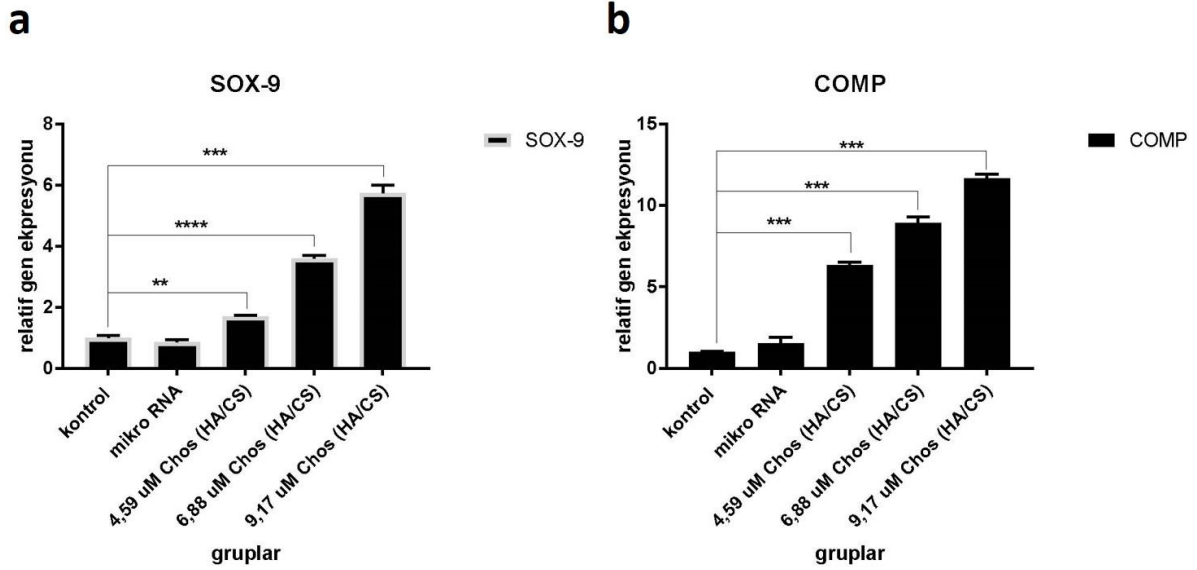 a
SOX-9
8
6
4
2
0
relatif gen ekpresyonu
***
****
**
SOX-9
kontrol
mikro RNA
4,59 uM Chos (HA/CS)
6,88 uM Chos (HA/CS)
9,17 uM Chos (HA/CS)
gruplar
b
COMP
15
10
5
0
relatif gen ekpresyonu
***
***
***
COMP
kontrol
mikro RNA
4,59 uM Chos (HA/CS)
6,88 uM Chos (HA/CS)
9,17 uM Chos (HA/CS)
gruplar